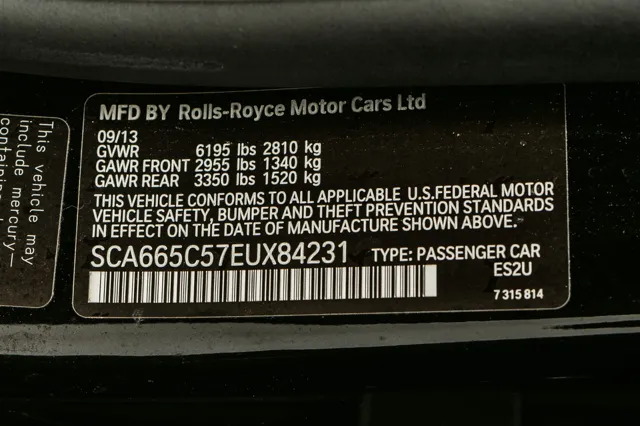 MFD BY Rolls-Royce Motor Cars Ltd
09/13
GVWR 6195 lbs 2810 kg
GAWR FRONT 2955 lbs 1340 kg
GAWR REAR 3350 lbs 1520 kg
THIS VEHICLE CONFORMS TO ALL APPLICABLE U.S.FEDERAL MOTOR
VEHICLE SAFETY, BUMPER AND THEFT PREVENTION STANDARDS
IN EFFECT ON THE DATE OF MANUFACTURE SHOWN ABOVE.
SCA665C57EUX84231 TYPE: PASSENGER CAR
ES2U
7 315 814
This vehicle may
include mercury-